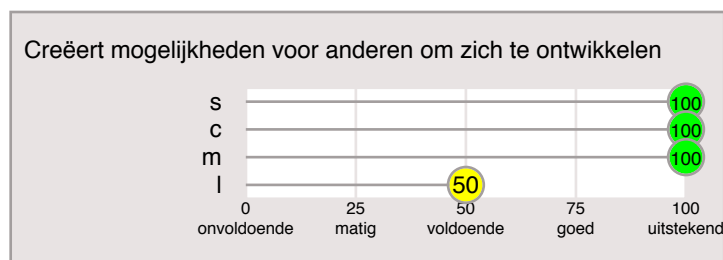 Creëert mogelijkheden voor anderen om zich te ontwikkelen
s 100
c 100
m 100
l 50
0 25 50 75 100
onvoldoende matig voldoende goed uitstekend